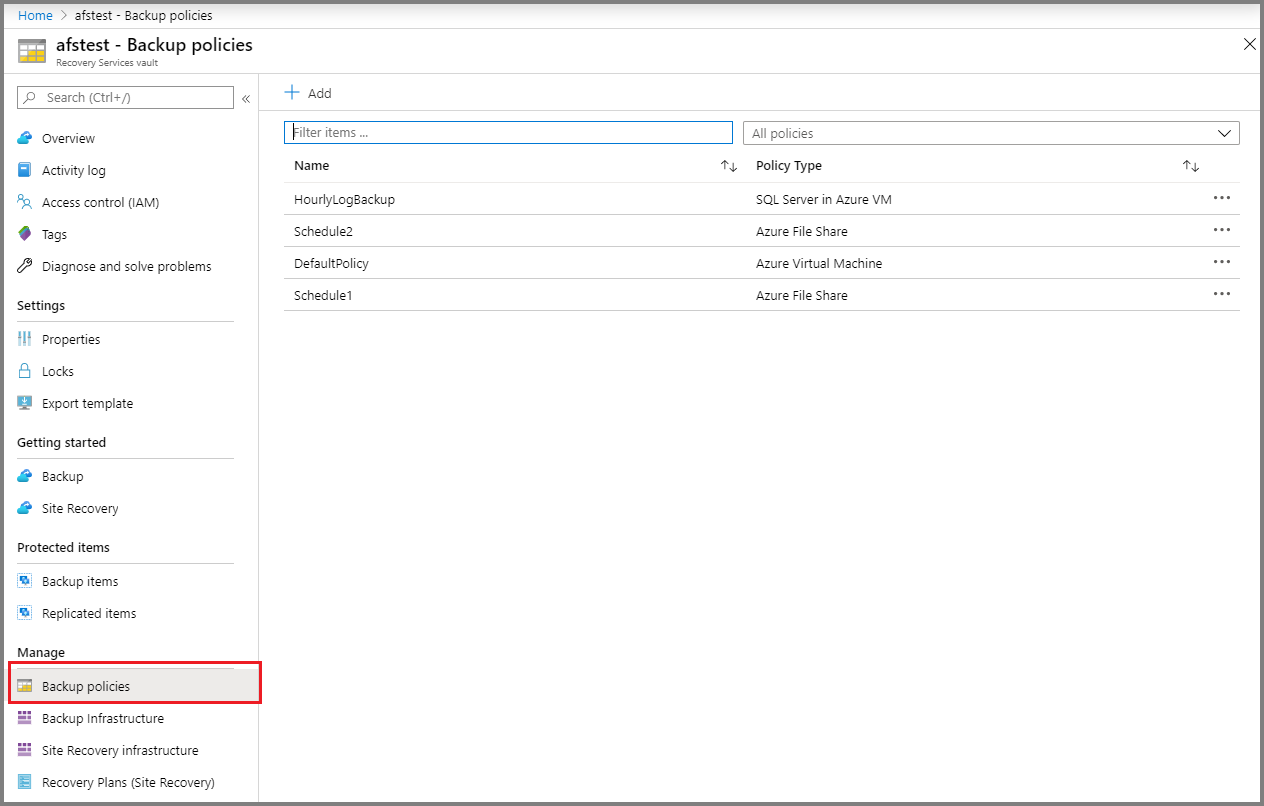 Home > afstest - Backup policies
afstest - Backup policies
Recovery Services vault
Search (Ctrl+/)
«
Overview
Activity log
Access control (IAM)
Tags
Diagnose and solve problems
Settings
Properties
Locks
Export template
Getting started
Backup
Site Recovery
Protected items
Backup items
Replicated items
Manage
Backup policies
Backup Infrastructure
Site Recovery infrastructure
Recovery Plans (Site Recovery)
+ Add
Filter items ...
All policies
Name Policy Type
HourlyLogBackup SQL Server in Azure VM ...
Schedule2 Azure File Share ...
DefaultPolicy Azure Virtual Machine ...
Schedule1 Azure File Share ...